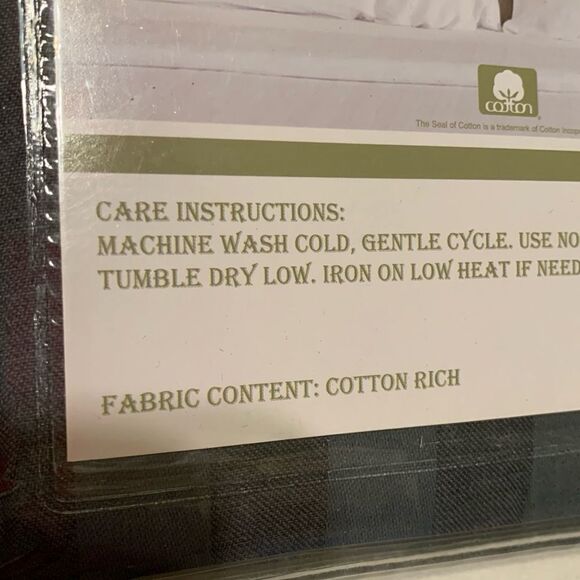 cotton
The Seal of Cotton is a trademark of Cotton
CARE INSTRUCTIONS:
MACHINE WASH COLD, GENTLE CYCLE. USE NO
TUMBLE DRY LOW. IRON ON LOW HEAT IF NEED
FABRIC CONTENT: COTTON RICH